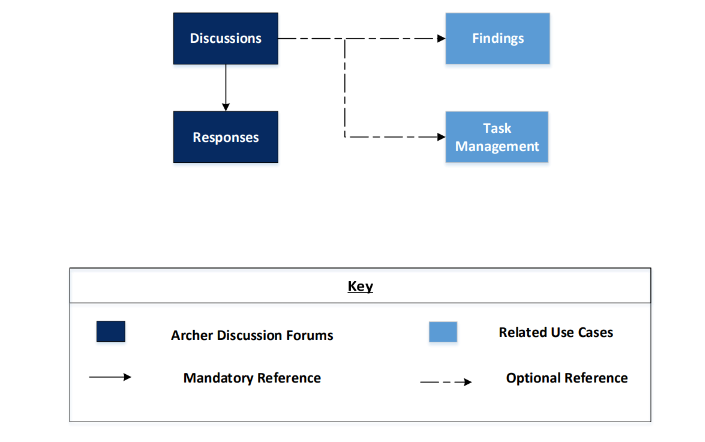 Discussions
Findings
Responses
Task
Management
Key
Archer Discussion Forums
Related Use Cases
Mandatory Reference
Optional Reference